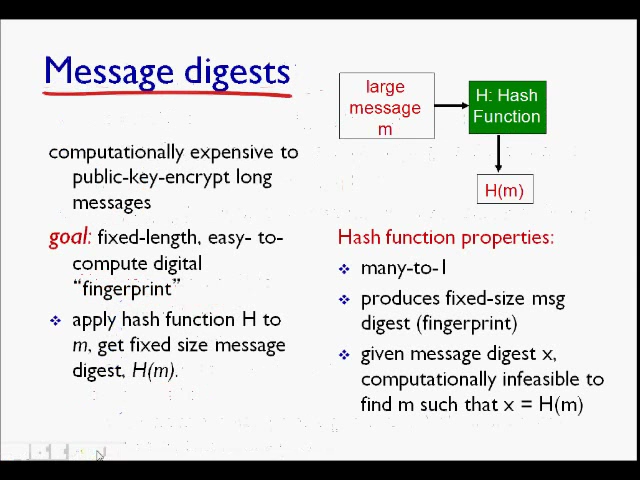 Message digests
large
message
m
H: Hash
Function
H(m)
computationally expensive to
public-key-encrypt long
messages
goal: fixed-length, easy- to-
compute digital
“fingerprint”
❖ apply hash function H to
m, get fixed size message
digest, H(m).
Hash function properties:
❖ many-to-1
❖ produces fixed-size msg
digest (fingerprint)
❖ given message digest x,
computationally infeasible to
find m such that x = H(m)